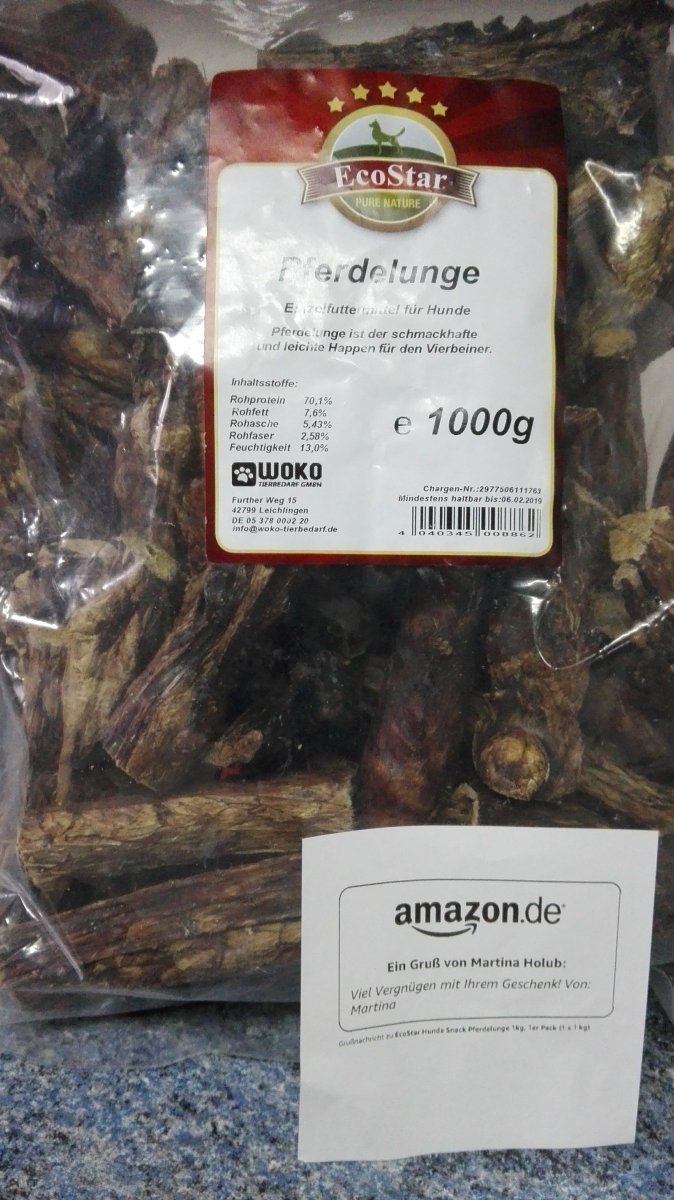 EcoStar
PURE NATURE
Pferdelunge
Einzelfuttermittel für Hunde
Pferdelunge ist der schmackhafte
und leichte Happen für den Vierbeiner.
Inhaltsstoffe:
Rohprotein 70,1%
Rohfett 7,6%
Rohasche 5,43%
Rohfaser 2,58%
Feuchtigkeit 13,0%
e 1000g
WOKO
TIERBEDARF GMBH
Further Weg 15
42799 Leichlingen
DE 05 378 0002 20
info@woko-tierbedarf.de
Chargen-Nr.:2977506111763
Mindestens haltbar bis:06.02.2019
4 040345 008862
amazon.de
Ein Gruß von Martina Holub:
Viel Vergnügen mit Ihrem Geschenk! Von:
Martina
Grußnachricht zu EcoStar Hunde Snack Pferdelunge 1kg, 1er Pack (1 x 1 kg)